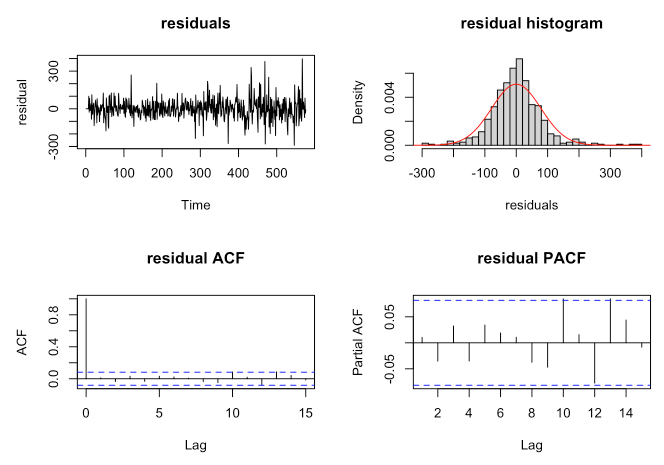 residuals
residual
300
0
-300
0 100 200 300 400 500
Time
residual histogram
Density
0.004
0.000
-300 -100 0 100 300
residuals
residual ACF
ACF
0.8
0.4
0.0
0 5 10 15
Lag
residual PACF
Partial ACF
0.05
-0.05
2 4 6 8 10 12 14
Lag